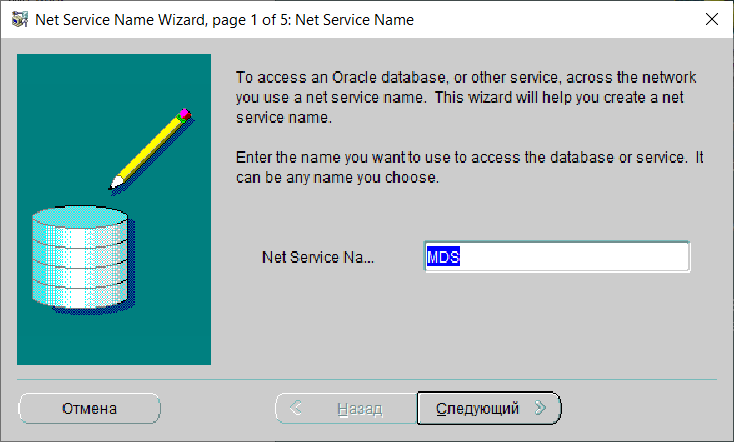 Net Service Name Wizard, page 1 of 5: Net Service Name
To access an Oracle database, or other service, across the network
you use a net service name. This wizard will help you create a net
service name.
Enter the name you want to use to access the database or service. It
can be any name you choose.
Net Service Na... MDS
Отмена Назад Следующий